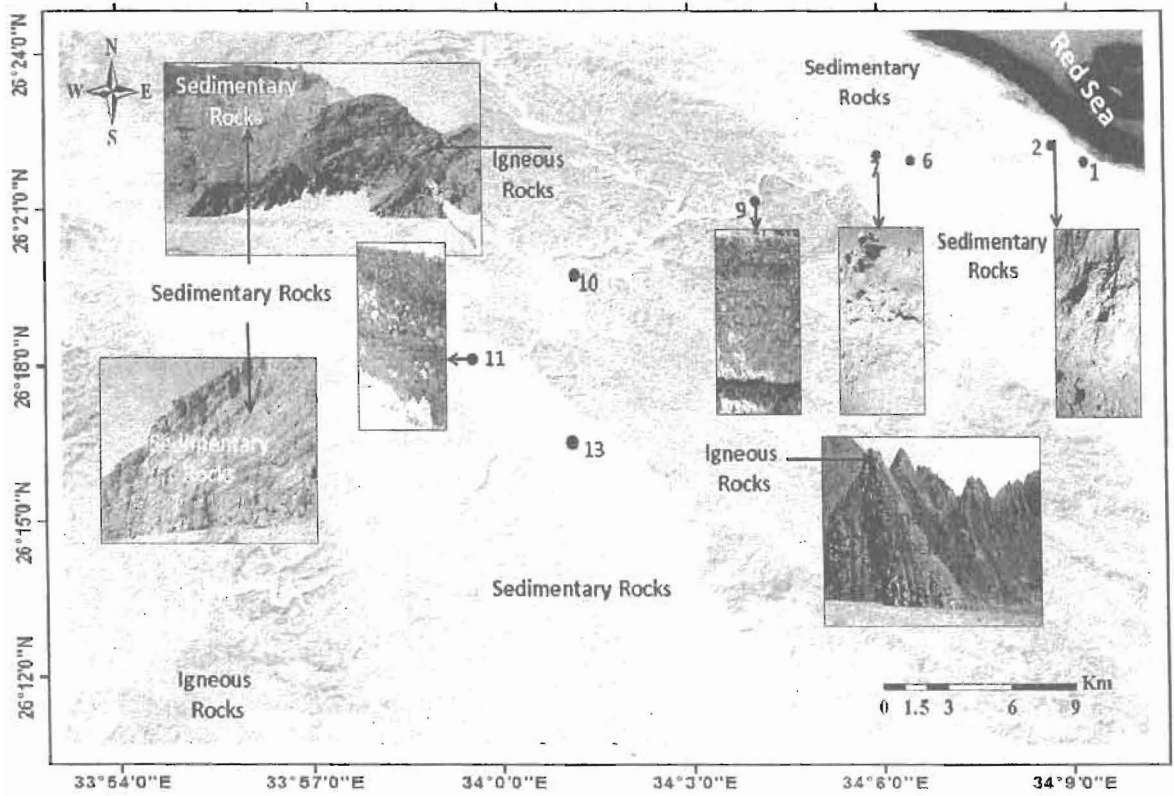 26°24'0"N
26°21'0"N
26°18'0"N
26°15'0"N
26°12'0"N
N
W E
S
Sedimentary
Rocks
Igneous
Rocks
Sedimentary
Rocks
Red Sea
2
1
7
6
9
10
11
13
Sedimentary
Rocks
Sedimentary Rocks
Sedimentary
Rocks
Igneous
Rocks
Sedimentary Rocks
Igneous
Rocks
Km
0 1.5 3 6 9
33°54'0"E
33°57'0"E
34°0'0"E
34°3'0"E
34°6'0"E
34°9'0"E